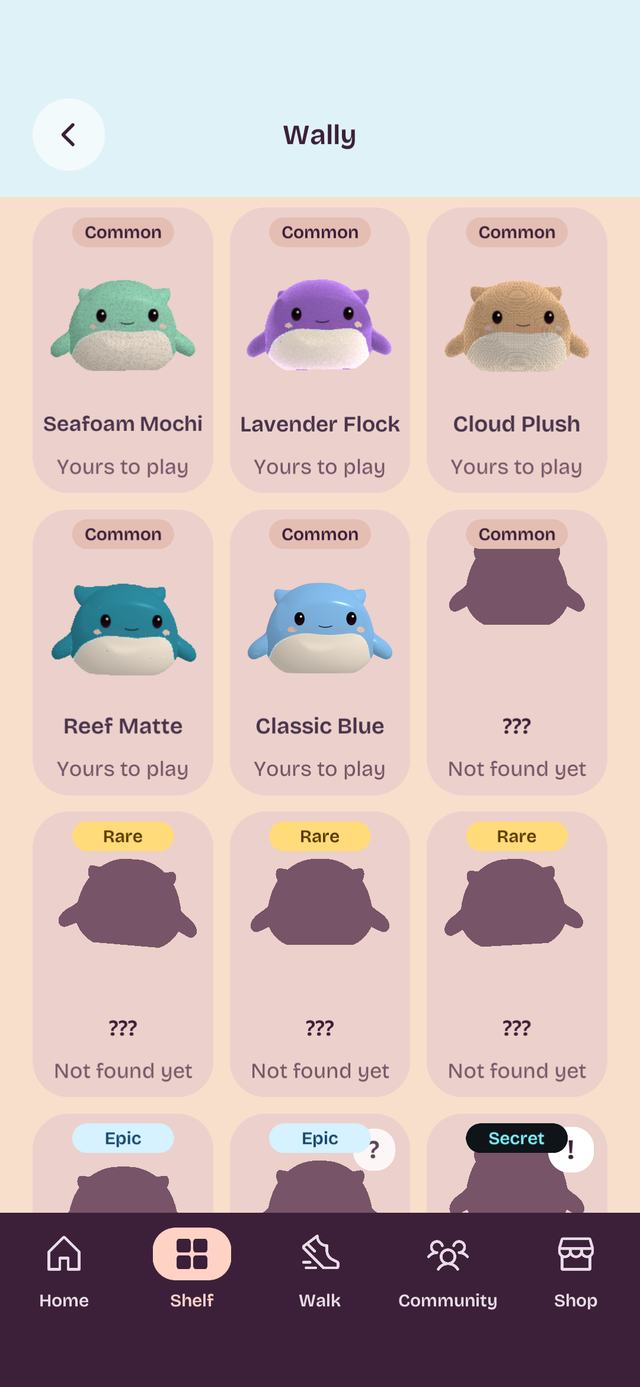 Wally
Common
Common
Common
Seafoam Mochi
Lavender Flock
Cloud Plush
Yours to play
Yours to play
Yours to play
Common
Common
Common
Reef Matte
Classic Blue
???
Yours to play
Yours to play
Not found yet
Rare
Rare
Rare
???
???
???
Not found yet
Not found yet
Not found yet
Epic
Epic
?
Secret
!
Home
Shelf
Walk
Community
Shop